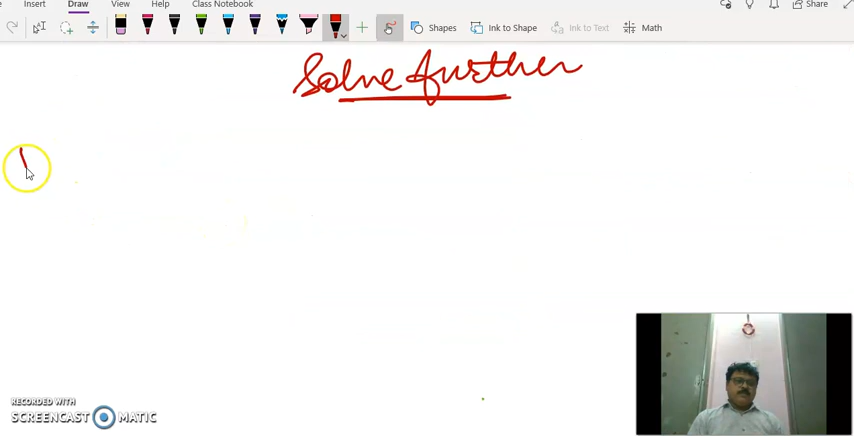 Insert Draw View Help Class Notebook Share
Shapes Ink to Shape Ink to Text Math
Solve further
RECORDED WITH
SCREENCAST MATIC